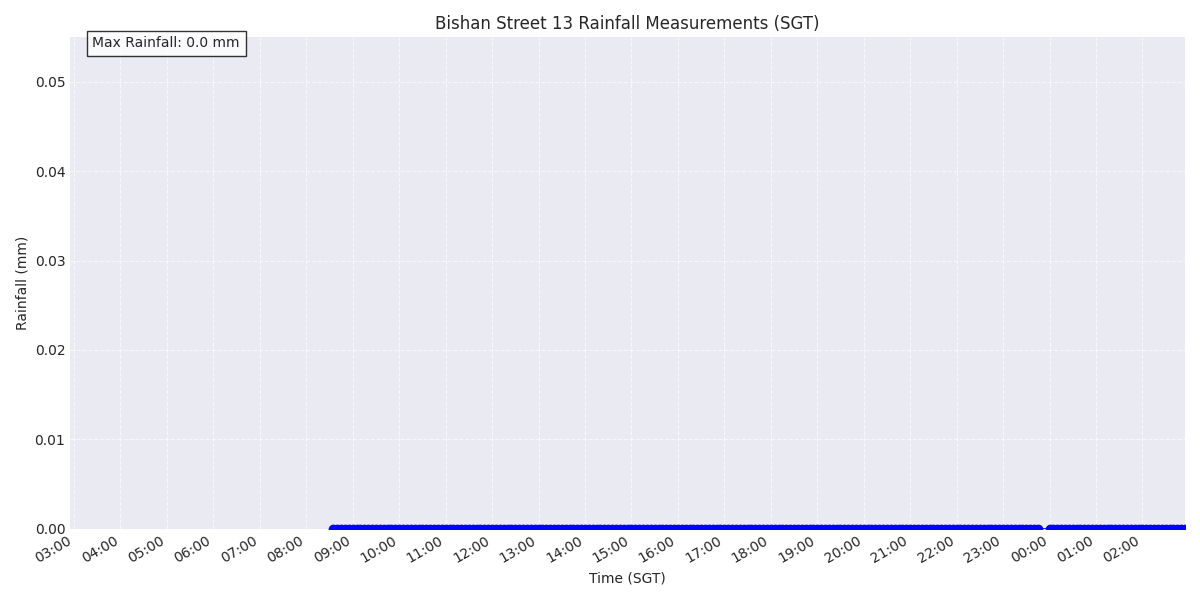 Bishan Street 13 Rainfall Measurements (SGT)
Max Rainfall: 0.0 mm
0.05
0.04
0.03
0.02
0.01
0.00
Rainfall (mm)
03:00 04:00 05:00 06:00 07:00 08:00 09:00 10:00 11:00 12:00 13:00 14:00 15:00 16:00 17:00 18:00 19:00 20:00 21:00 22:00 23:00 00:00 01:00 02:00
Time (SGT)